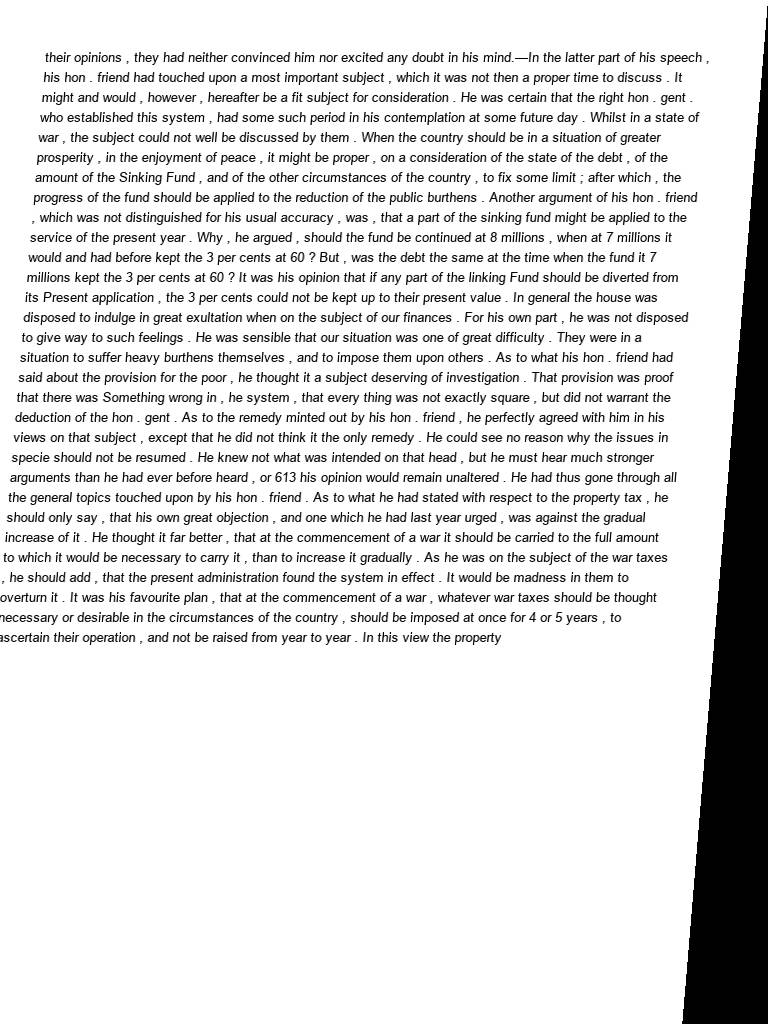 their opinions , they had neither convinced him nor excited any doubt in his mind.—In the latter part of his speech ,
his hon . friend had touched upon a most important subject , which it was not then a proper time to discuss . It
might and would , however , hereafter be a fit subject for consideration . He was certain that the right hon . gent .
who established this system , had some such period in his contemplation at some future day . Whilst in a state of
war , the subject could not well be discussed by them . When the country should be in a situation of greater
prosperity , in the enjoyment of peace , it might be proper , on a consideration of the state of the debt , of the
amount of the Sinking Fund , and of the other circumstances of the country , to fix some limit ; after which , the
progress of the fund should be applied to the reduction of the public burthens . Another argument of his hon . friend
, which was not distinguished for his usual accuracy , was , that a part of the sinking fund might be applied to the
service of the present year . Why , he argued , should the fund be continued at 8 millions , when at 7 millions it
would and had before kept the 3 per cents at 60 ? But , was the debt the same at the time when the fund it 7
millions kept the 3 per cents at 60 ? It was his opinion that if any part of the linking Fund should be diverted from
its Present application , the 3 per cents could not be kept up to their present value . In general the house was
disposed to indulge in great exultation when on the subject of our finances . For his own part , he was not disposed
to give way to such feelings . He was sensible that our situation was one of great difficulty . They were in a
situation to suffer heavy burthens themselves , and to impose them upon others . As to what his hon . friend had
said about the provision for the poor , he thought it a subject deserving of investigation . That provision was proof
that there was Something wrong in , he system , that every thing was not exactly square , but did not warrant the
deduction of the hon . gent . As to the remedy minted out by his hon . friend , he perfectly agreed with him in his
views on that subject , except that he did not think it the only remedy . He could see no reason why the issues in
specie should not be resumed . He knew not what was intended on that head , but he must hear much stronger
arguments than he had ever before heard , or 613 his opinion would remain unaltered . He had thus gone through all
the general topics touched upon by his hon . friend . As to what he had stated with respect to the property tax , he
should only say , that his own great objection , and one which he had last year urged , was against the gradual
increase of it . He thought it far better , that at the commencement of a war it should be carried to the full amount
to which it would be necessary to carry it , than to increase it gradually . As he was on the subject of the war taxes
, he should add , that the present administration found the system in effect . It would be madness in them to
overturn it . It was his favourite plan , that at the commencement of a war , whatever war taxes should be thought
necessary or desirable in the circumstances of the country , should be imposed at once for 4 or 5 years , to
ascertain their operation , and not be raised from year to year . In this view the property